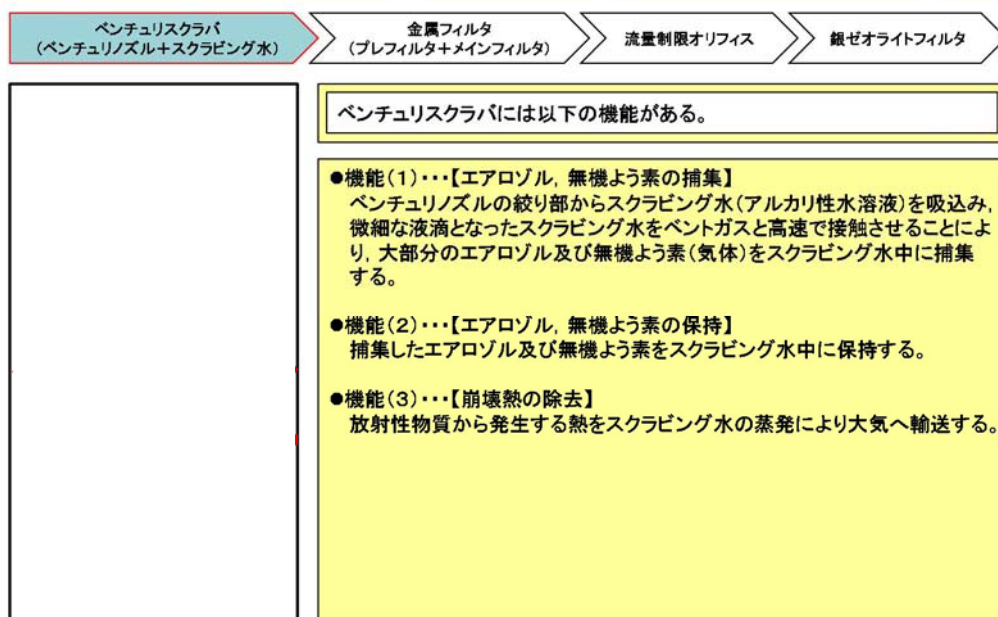 ベンチュリスクラバ
(ベンチュリノズル+スクラビング水)
金属フィルタ
(プレフィルタ+メインフィルタ)
流量制限オリフィス
銀ゼオライトフィルタ
ベンチュリスクラバには以下の機能がある。
●機能(1)・・・【エアロゾル, 無機よう素の捕集】
ベンチュリノズルの絞り部からスクラビング水(アルカリ性水溶液)を吸込み,
微細な液滴となったスクラビング水をベントガスと高速で接触させることによ
り, 大部分のエアロゾル及び無機よう素(気体)をスクラビング水中に捕集
する。
●機能(2)・・・【エアロゾル, 無機よう素の保持】
捕集したエアロゾル及び無機よう素をスクラビング水中に保持する。
●機能(3)・・・【崩壊熱の除去】
放射性物質から発生する熱をスクラビング水の蒸発により大気へ輸送する。